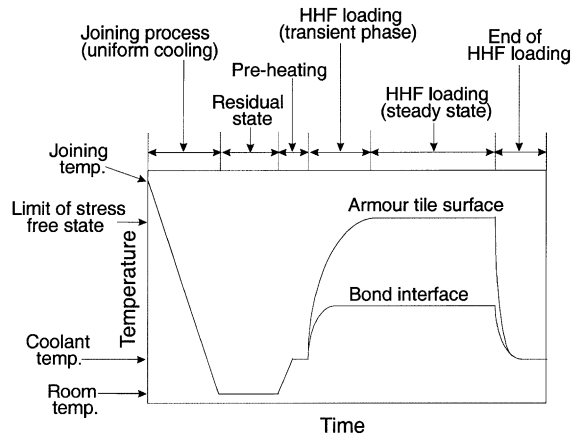 Joining process
(uniform cooling)
HHF loading
(transient phase)
End of
HHF loading
Pre-heating
Residual
state
HHF loading
(steady state)
Joining
temp.
Limit of stress
free state
Temperature
Armour tile surface
Bond interface
Coolant
temp.
Room
temp.
Time